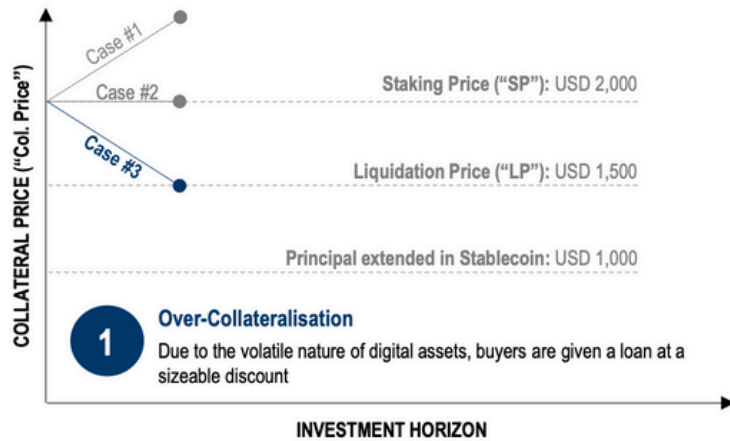 COLLATERAL PRICE (“Col. Price”)
Case #1
Case #2
Case #3
Staking Price (“SP”): USD 2,000
Liquidation Price (“LP”): USD 1,500
Principal extended in Stablecoin: USD 1,000
1
Over-Collateralisation
Due to the volatile nature of digital assets, buyers are given a loan at a
sizeable discount
INVESTMENT HORIZON